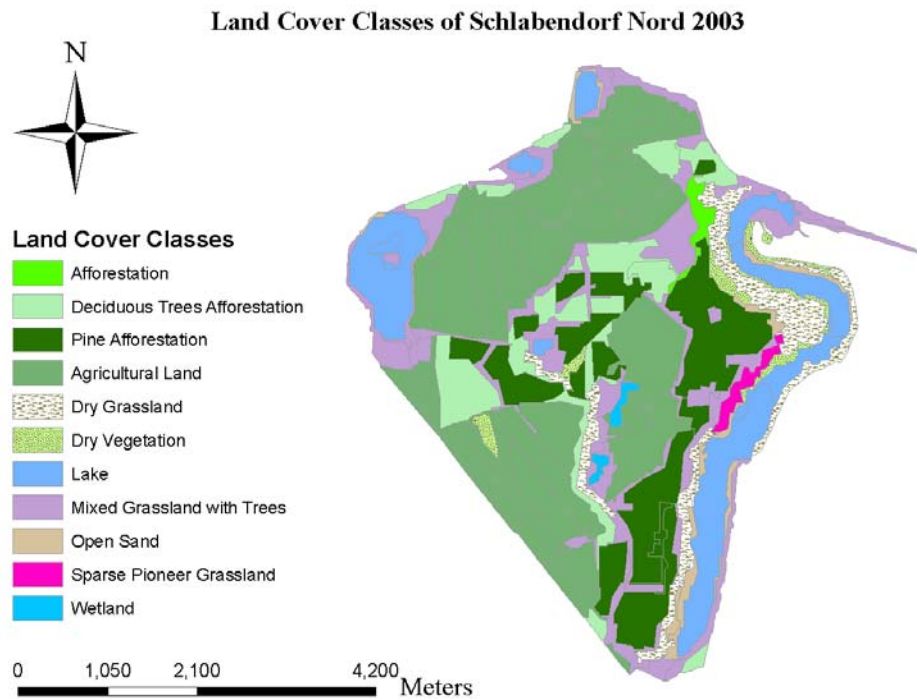 Land Cover Classes of Schlabendorf Nord 2003
N
Land Cover Classes
Afforestation
Deciduous Trees Afforestation
Pine Afforestation
Agricultural Land
Dry Grassland
Dry Vegetation
Lake
Mixed Grassland with Trees
Open Sand
Sparse Pioneer Grassland
Wetland
0 1,050 2,100 4,200
Meters